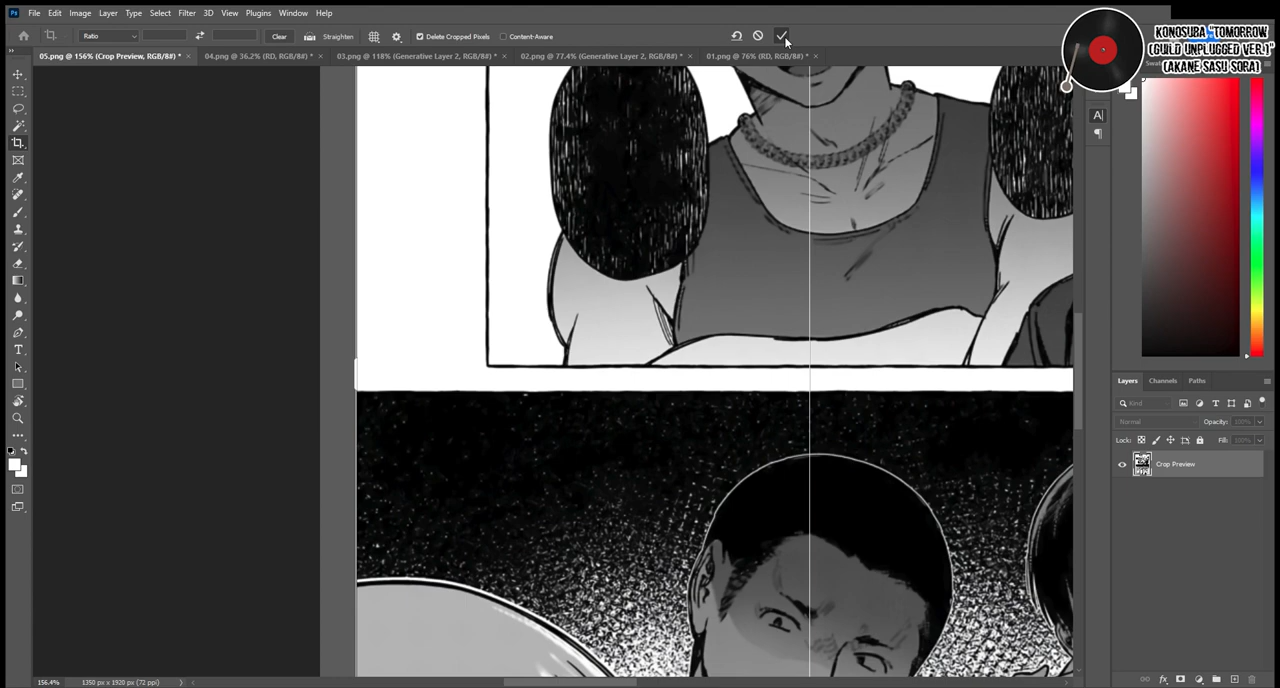 Ps File Edit Image Layer Type Select Filter 3D View Plugins Window Help
Ratio Clear Straighten Delete Cropped Pixels Content-Aware
05.png @ 156% (Crop Preview, RGB/8#) * × 04.png @ 36.2% (RD, RGB/8#) * × 03.png @ 118% (Generative Layer 2, RGB/8#) * × 02.png @ 77.4% (Generative Layer 2, RGB/8#) * × 01.png @ 76% (RD, RGB/8#) * ×
KONOSUBA "TOMORROW
(GUILD UNPLUGGED VER.)"
(AKANE SASU SORA)
Layers Channels Paths
Kind
Normal Opacity: 100%
Lock: Fill: 100%
Crop Preview
156.4% 1350 px x 1920 px (72 ppi)